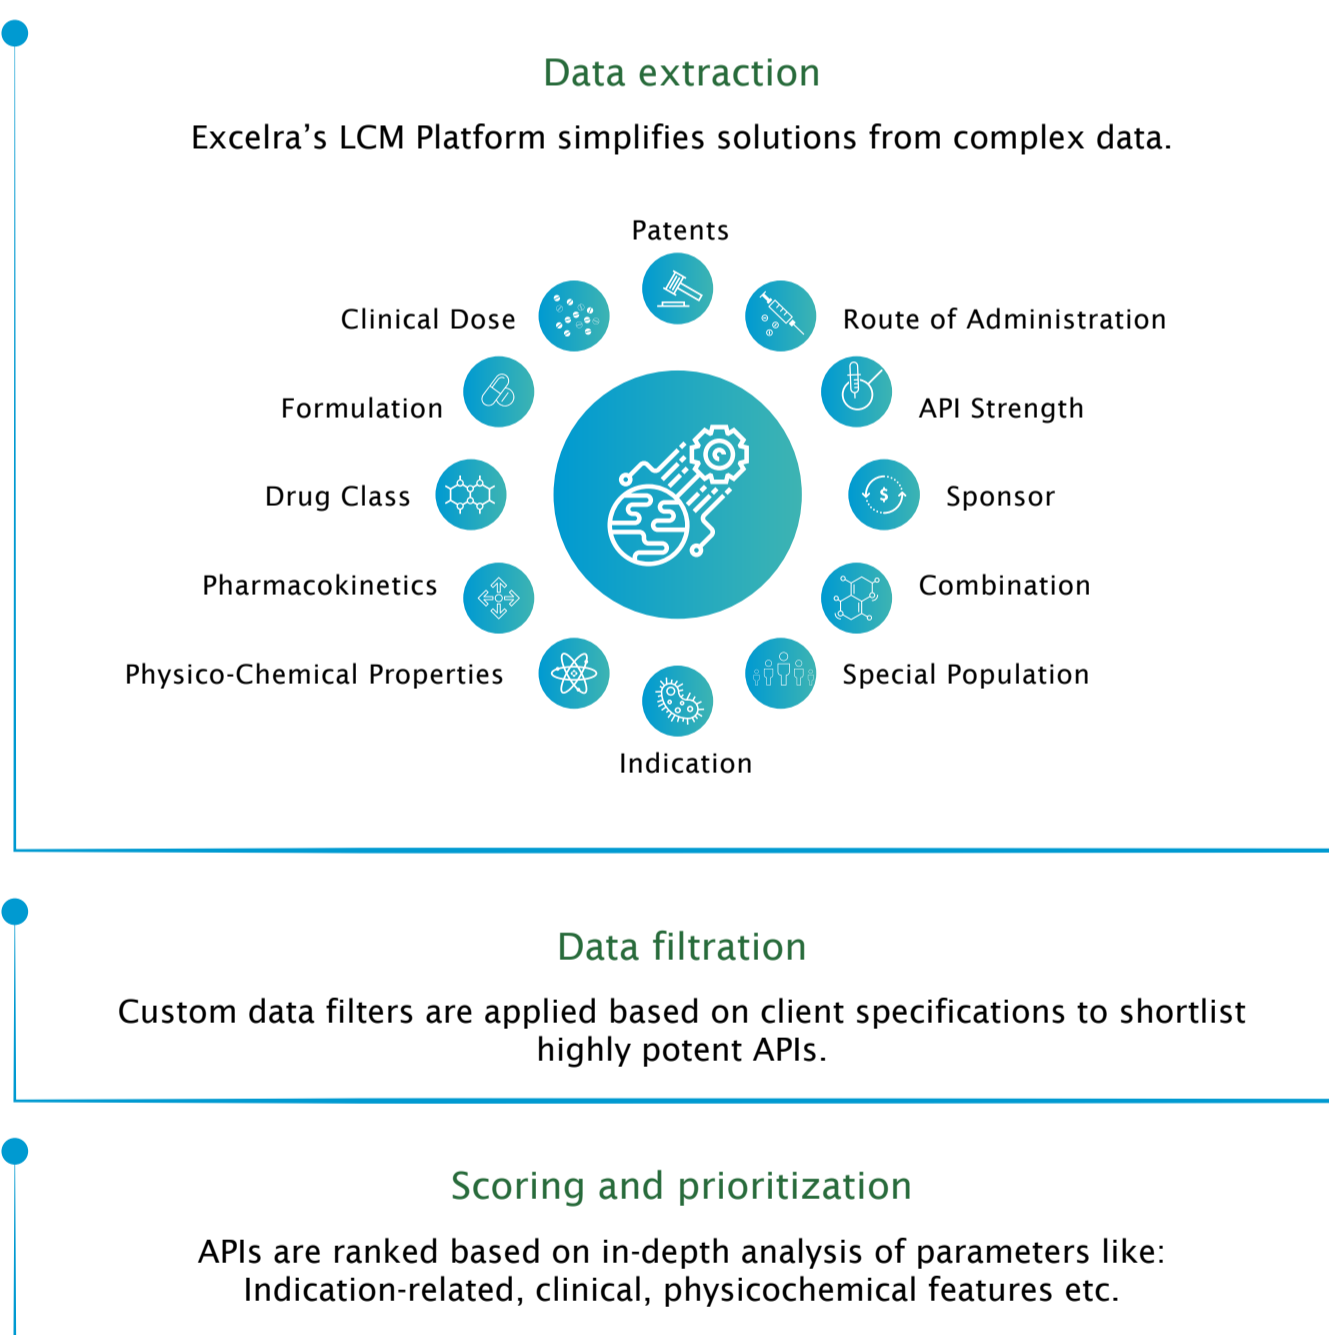 Data extraction
Excelra’s LCM Platform simplifies solutions from complex data.
Patents
Clinical Dose
Route of Administration
Formulation
API Strength
Drug Class
$
Sponsor
Pharmacokinetics
Combination
Physico-Chemical Properties
Special Population
Indication
Data filtration
Custom data filters are applied based on client specifications to shortlist
highly potent APIs.
Scoring and prioritization
APIs are ranked based on in-depth analysis of parameters like:
Indication-related, clinical, physicochemical features etc.